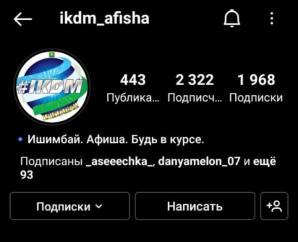 ikdm_afisha
#IKDM
443 2 322 1 968
Публика... Подписч... Подписки
Ишимбай. Афиша. Будь в курсе.
Подписаны _aseeechka_, danyamelon_07 и ещё
93
Подписки Написать